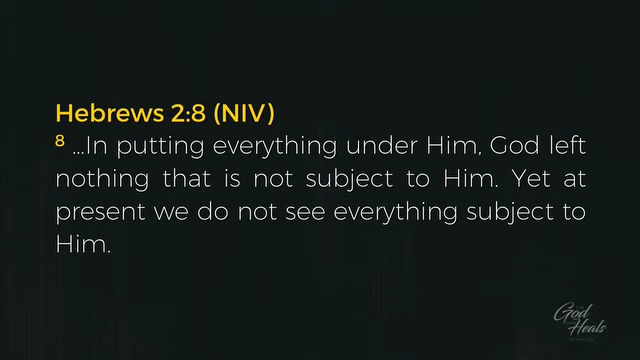 Hebrews 2:8 (NIV)
8 ...In putting everything under Him, God left
nothing that is not subject to Him. Yet at
present we do not see everything subject to
Him.
God
Heals